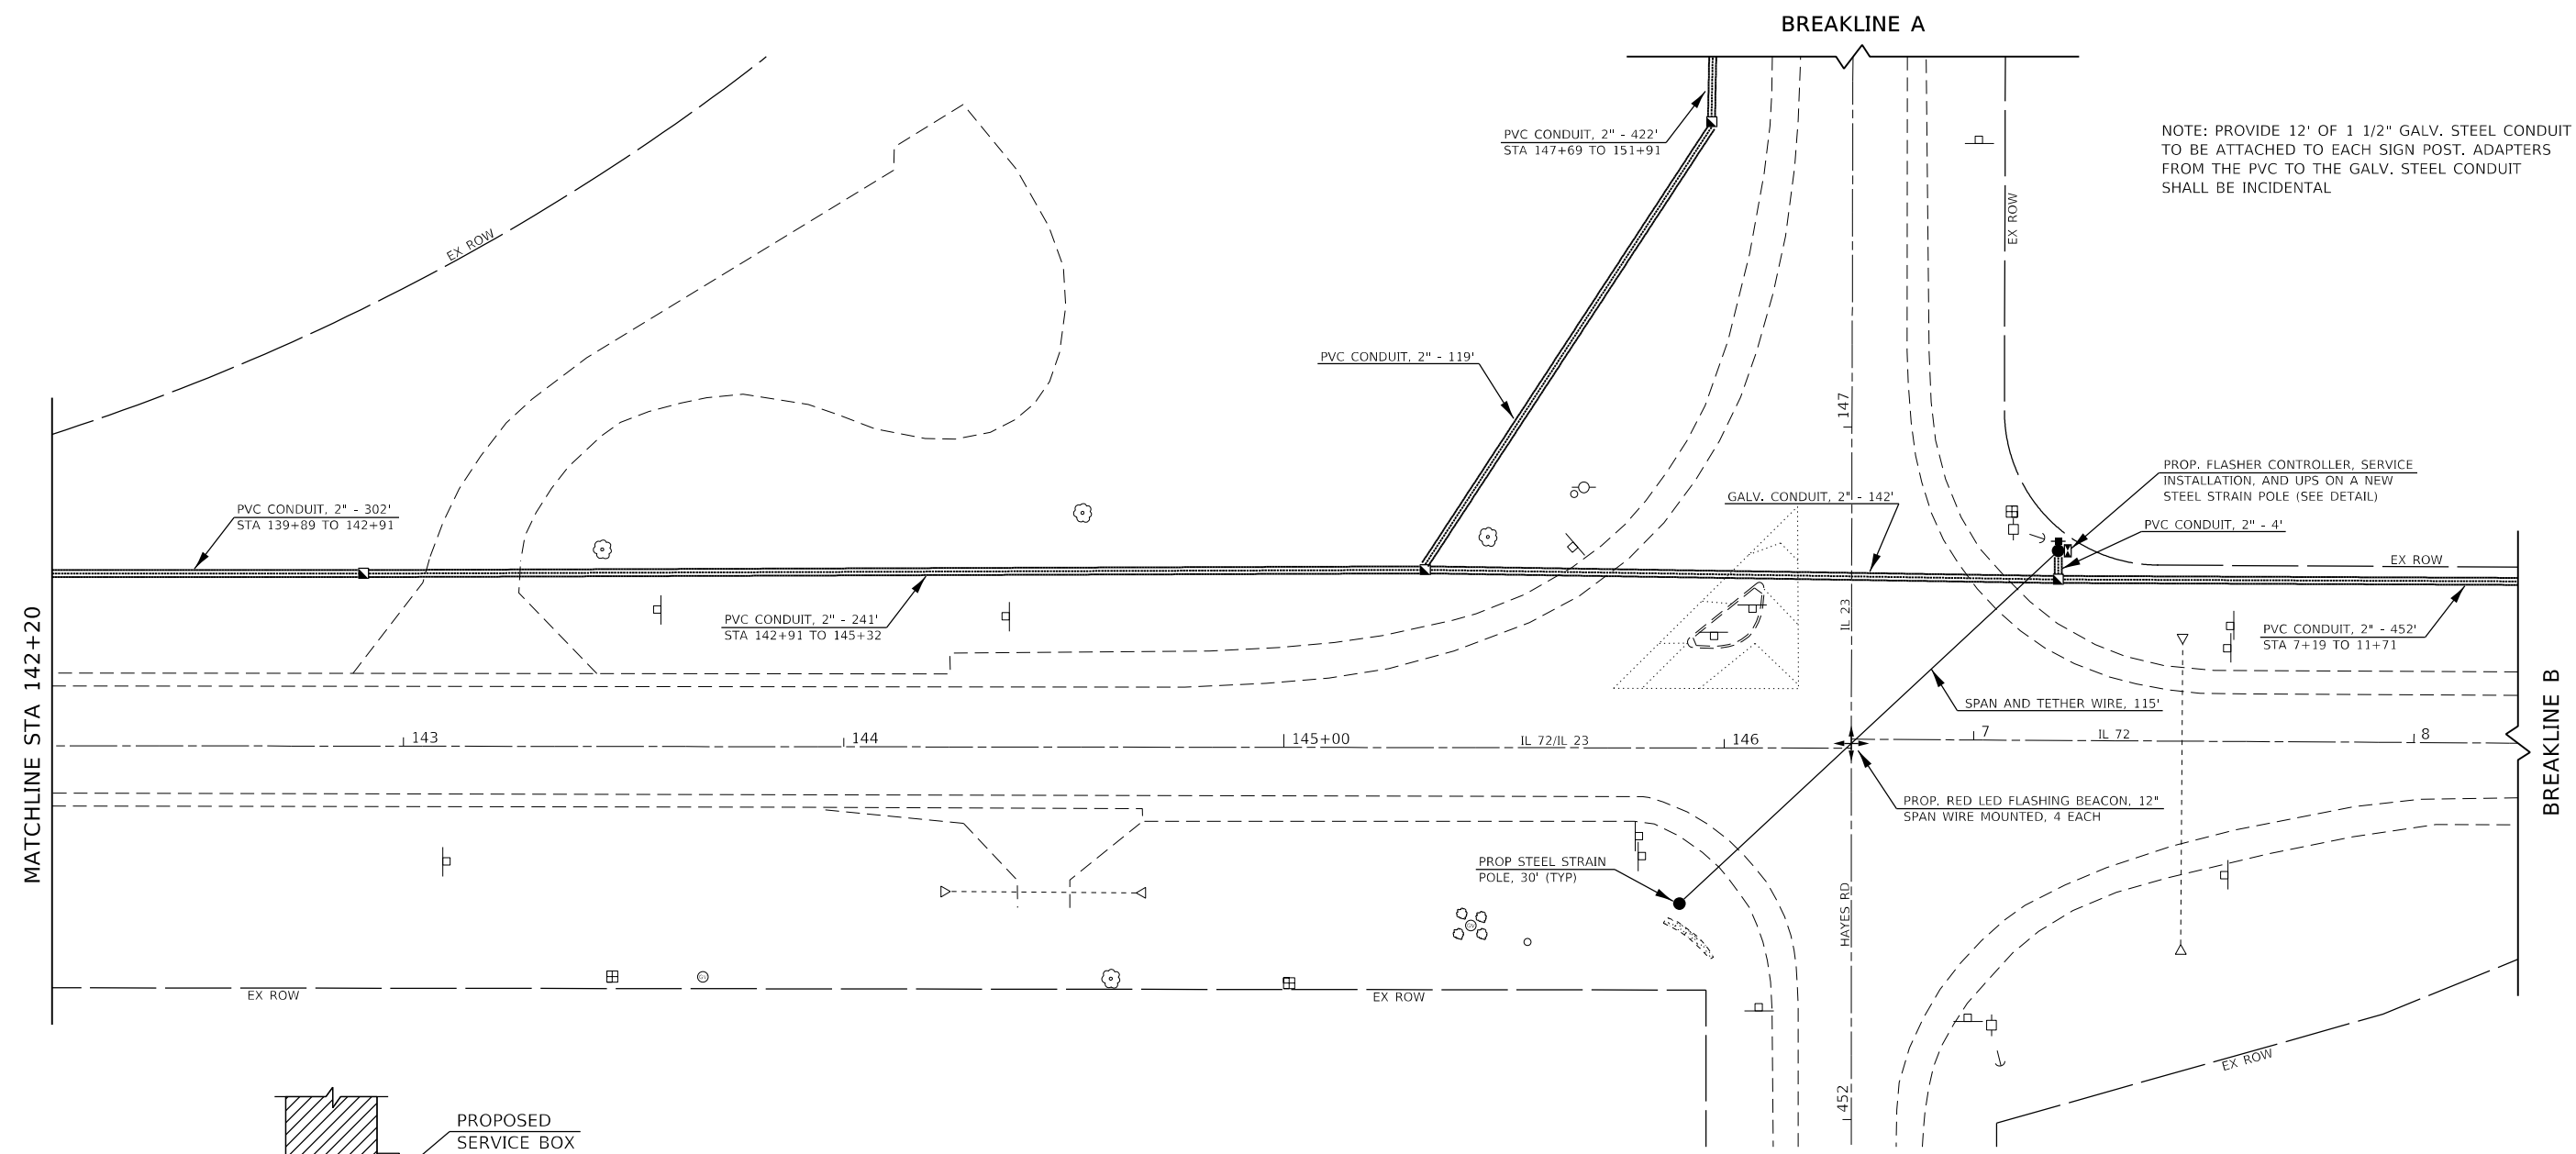 BREAKLINE A
PVC CONDUIT, 2" - 422'
STA 147+69 TO 151+91
NOTE: PROVIDE 12' OF 1 1/2" GALV. STEEL CONDUIT
TO BE ATTACHED TO EACH SIGN POST. ADAPTERS
FROM THE PVC TO THE GALV. STEEL CONDUIT
SHALL BE INCIDENTAL
EX ROW
EX ROW
PVC CONDUIT, 2" - 119'
147
PROP. FLASHER CONTROLLER, SERVICE
INSTALLATION, AND UPS ON A NEW
STEEL STRAIN POLE (SEE DETAIL)
GALV. CONDUIT, 2" - 142'
PVC CONDUIT, 2" - 302'
STA 139+89 TO 142+91
PVC CONDUIT, 2" - 4'
EX ROW
IL 23
PVC CONDUIT, 2" - 241'
STA 142+91 TO 145+32
PVC CONDUIT, 2" - 452'
STA 7+19 TO 11+71
MATCHLINE STA 142+20
SPAN AND TETHER WIRE, 115'
BREAKLINE B
143
144
145+00
IL 72/IL 23
146
7
IL 72
8
PROP. RED LED FLASHING BEACON, 12"
SPAN WIRE MOUNTED, 4 EACH
PROP STEEL STRAIN
POLE, 30' (TYP)
HAYES RD
EX ROW
EX ROW
EX ROW
452
PROPOSED
SERVICE BOX